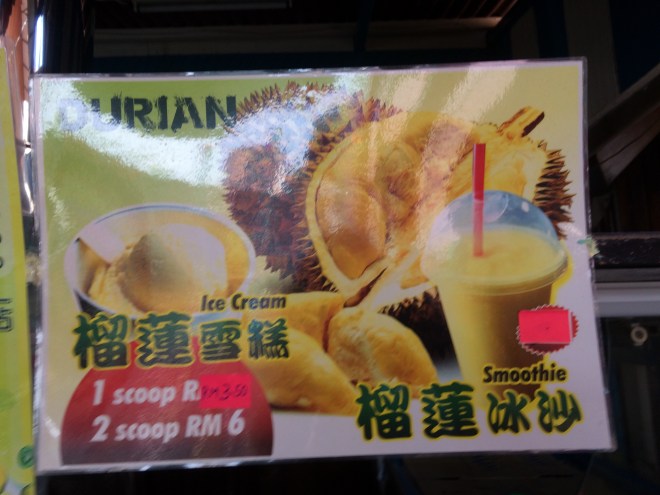 DURIAN
Ice Cream
榴蓮雪糕
1 scoop R RM3.50
2 scoop RM 6
Smoothie
榴蓮冰沙